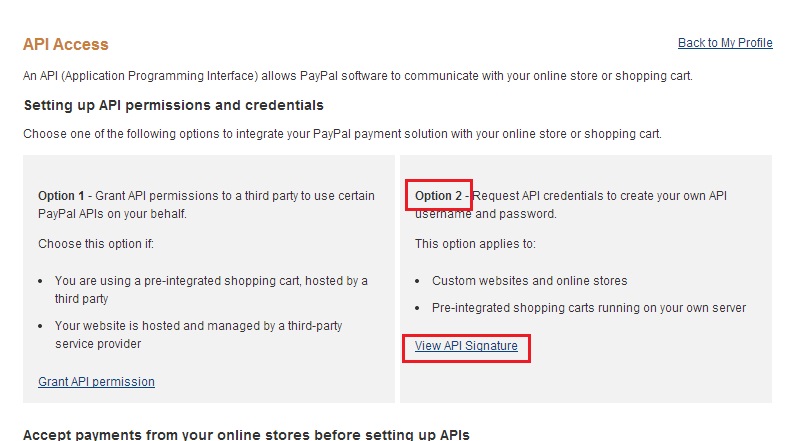 API Access
Back to My Profile
An API (Application Programming Interface) allows PayPal software to communicate with your online store or shopping cart.
Setting up API permissions and credentials
Choose one of the following options to integrate your PayPal payment solution with your online store or shopping cart.
Option 1 - Grant API permissions to a third party to use certain
PayPal APIs on your behalf.
Choose this option if:
• You are using a pre-integrated shopping cart, hosted by a
third party
• Your website is hosted and managed by a third-party
service provider
Grant API permission
Option 2 - Request API credentials to create your own API
username and password.
This option applies to:
• Custom websites and online stores
• Pre-integrated shopping carts running on your own server
View API Signature
Accept payments from your online stores before setting up APIs